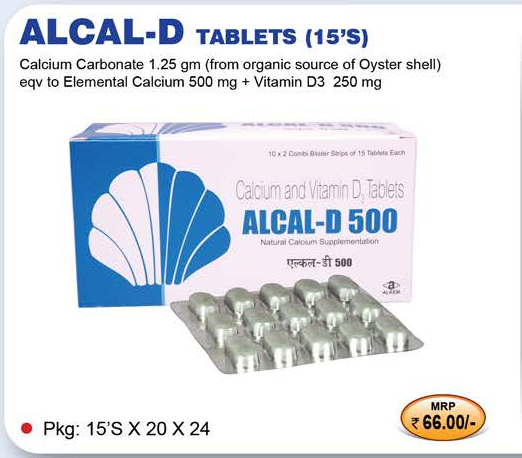 ALCAL-D TABLETS (15'S)
Calcium Carbonate 1.25 gm (from organic source of Oyster shell)
eqv to Elemental Calcium 500 mg + Vitamin D3 250 mg
10 x 2 Combi Blister Strips of 15 Tablets Each
Calcium and Vitamin D3 Tablets
ALCAL-D 500
Natural Calcium Supplementation
एल्कल-डी 500
a
ALKEM
Pkg: 15'S X 20 X 24
MRP
₹ 66.00/-